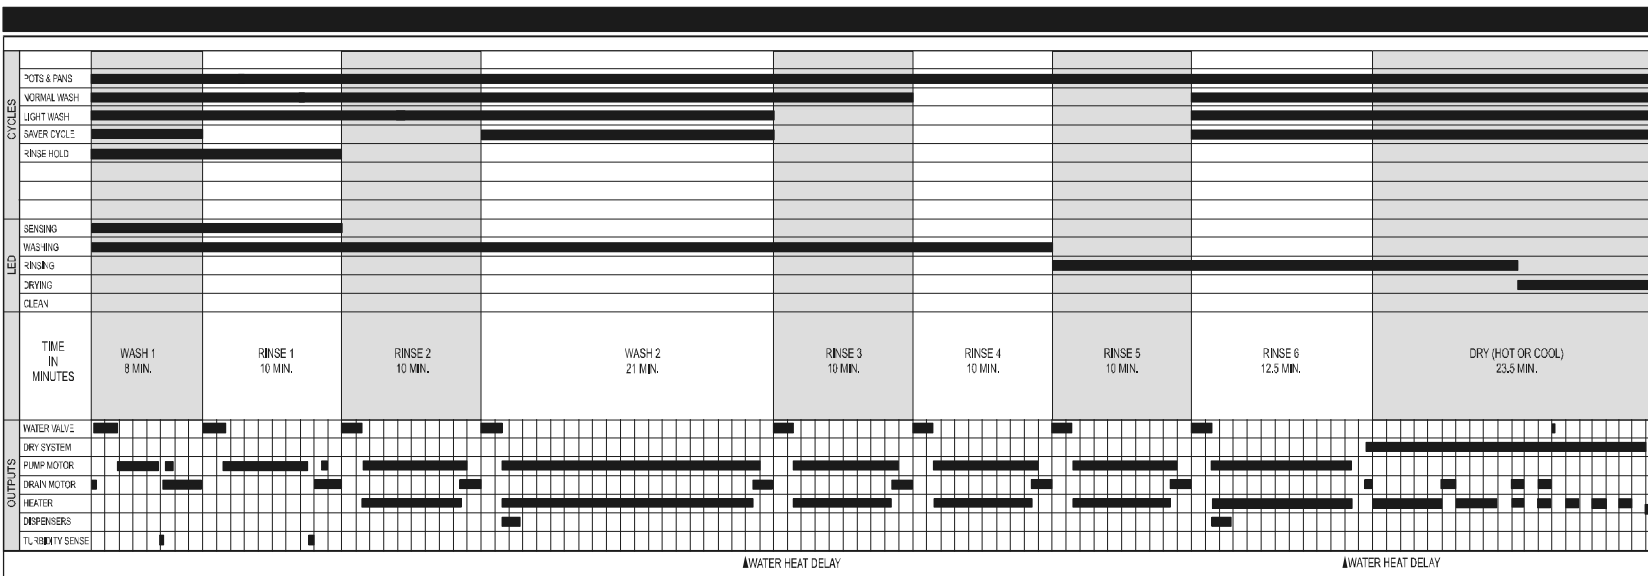 CYCLES
POTS & PANS
NORMAL WASH
LIGHT WASH
SAVER CYCLE
RINSE HOLD
LED
SENSING
WASHING
RINSING
DRYING
CLEAN
TIME
IN
MINUTES
WASH 1
8 MIN.
RINSE 1
10 MIN.
RINSE 2
10 MIN.
WASH 2
21 MIN.
RINSE 3
10 MIN.
RINSE 4
10 MIN.
RINSE 5
10 MIN.
RINSE 6
12.5 MIN.
DRY (HOT OR COOL)
23.5 MIN.
OUTPUTS
WATER VALVE
DRY SYSTEM
PUMP MOTOR
DRAIN MOTOR
HEATER
DISPENSERS
TURBIDITY SENSE
▲WATER HEAT DELAY
▲WATER HEAT DELAY